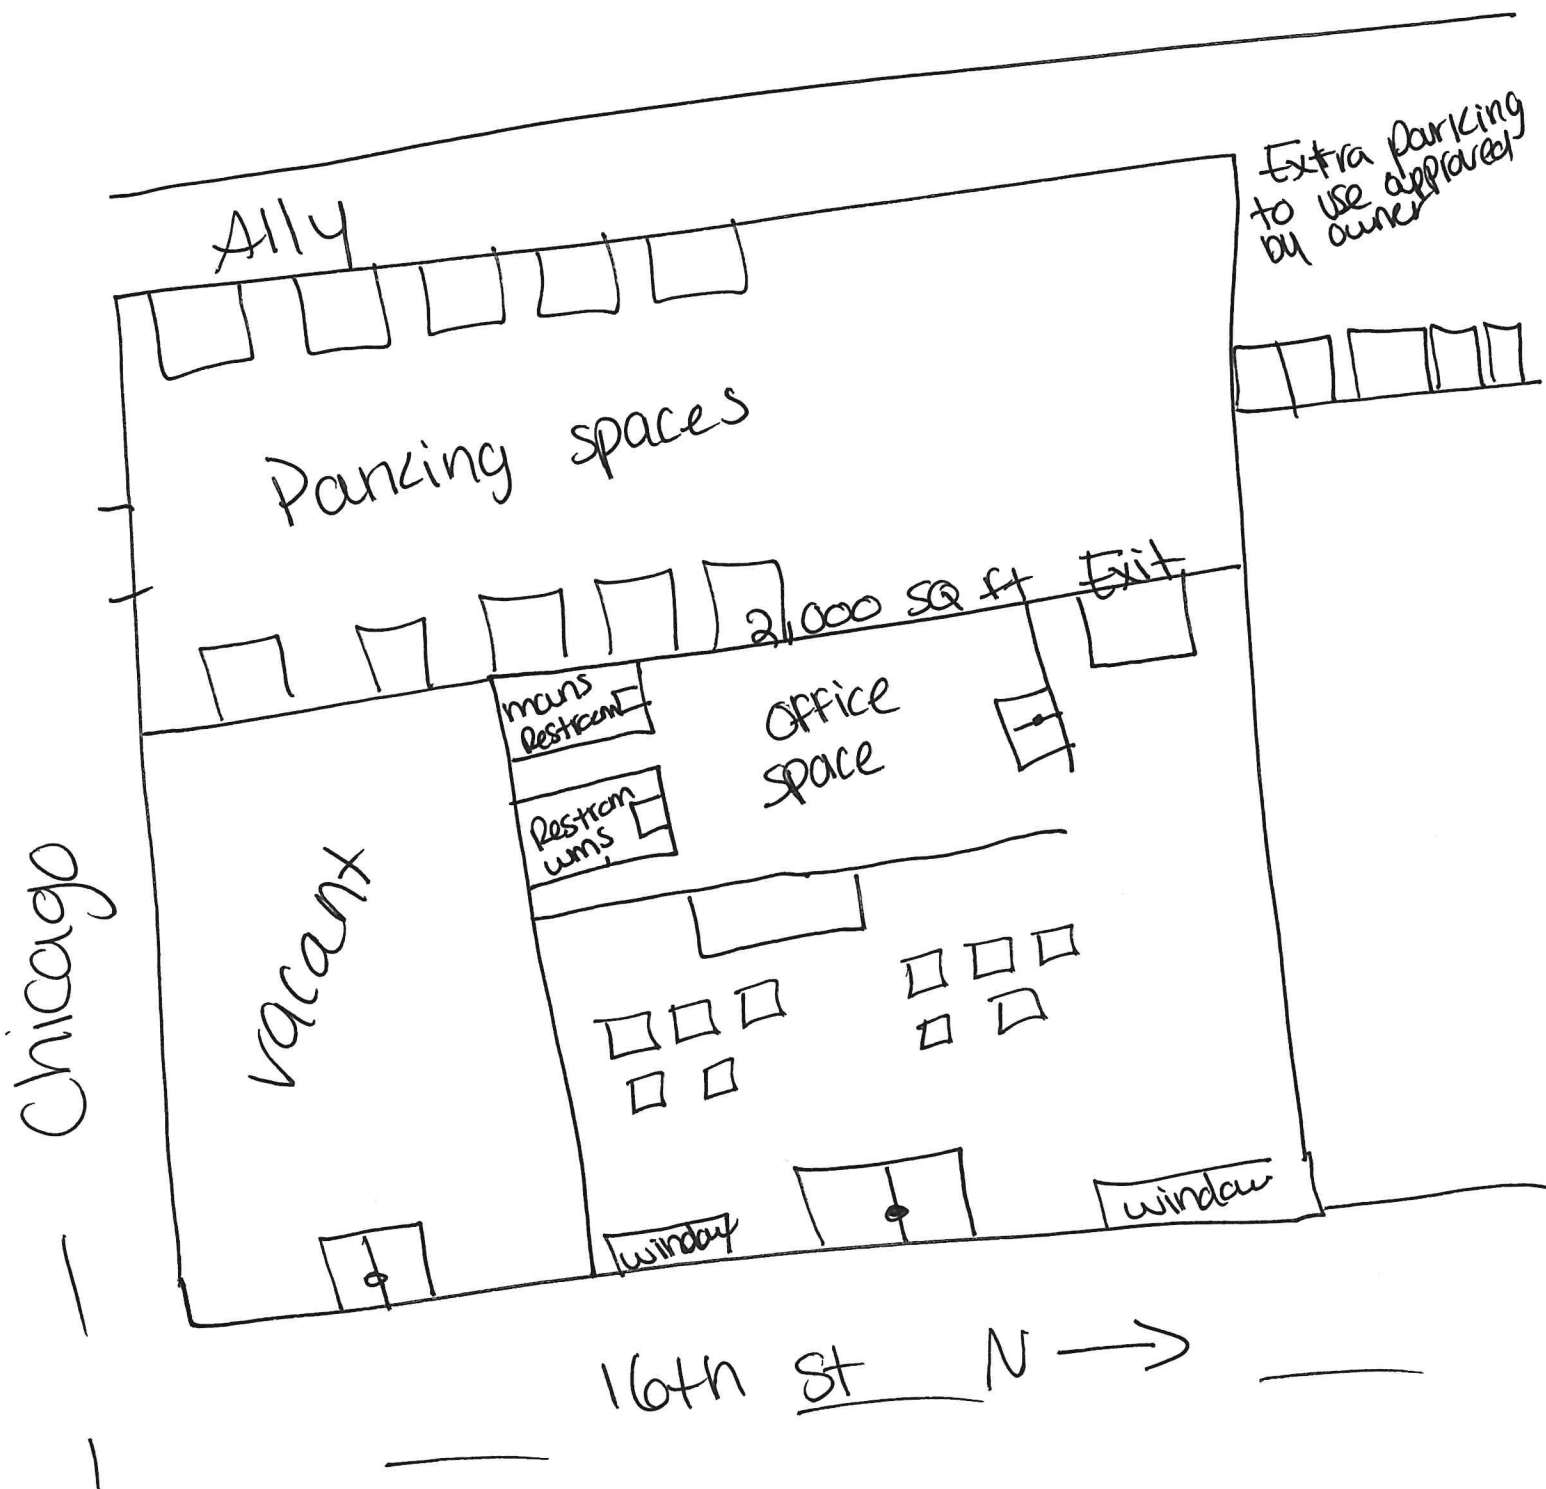 Ally
Extra parking
to use approved
by owner
Parking spaces
2,000 SQ ft
Exit
mans
Restroom
Office
space
Restrom
wms
Chicago
vacant
window
window
16th St N →